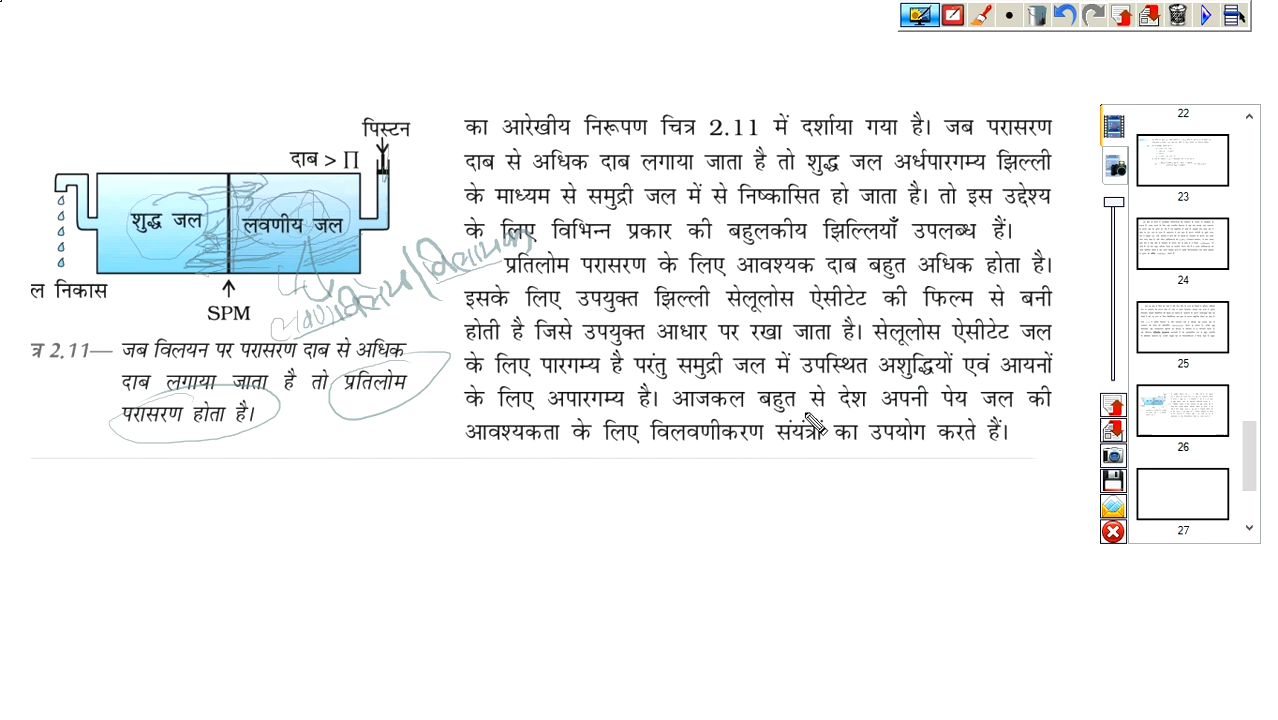 पिस्टन
दाब > Π
शुद्ध जल
लवणीय जल
ल निकास
SPM
त्र 2.11— जब विलयन पर परासरण दाब से अधिक
दाब लगाया जाता है तो प्रतिलोम
परासरण होता है।
का आरेखीय निरूपण चित्र 2.11 में दर्शाया गया है। जब परासरण
दाब से अधिक दाब लगाया जाता है तो शुद्ध जल अर्धपारगम्य झिल्ली
के माध्यम से समुद्री जल में से निष्कासित हो जाता है। तो इस उद्देश्य
के लिए विभिन्न प्रकार की बहुलकीय झिल्लियाँ उपलब्ध हैं।
प्रतिलोम परासरण के लिए आवश्यक दाब बहुत अधिक होता है।
इसके लिए उपयुक्त झिल्ली सेलूलोस ऐसीटेट की फिल्म से बनी
होती है जिसे उपयुक्त आधार पर रखा जाता है। सेलूलोस ऐसीटेट जल
के लिए पारगम्य है परंतु समुद्री जल में उपस्थित अशुद्धियों एवं आयनों
के लिए अपारगम्य है। आजकल बहुत से देश अपनी पेय जल की
आवश्यकता के लिए विलवणीकरण संयंत्रों का उपयोग करते हैं।
22
23
24
25
26
27